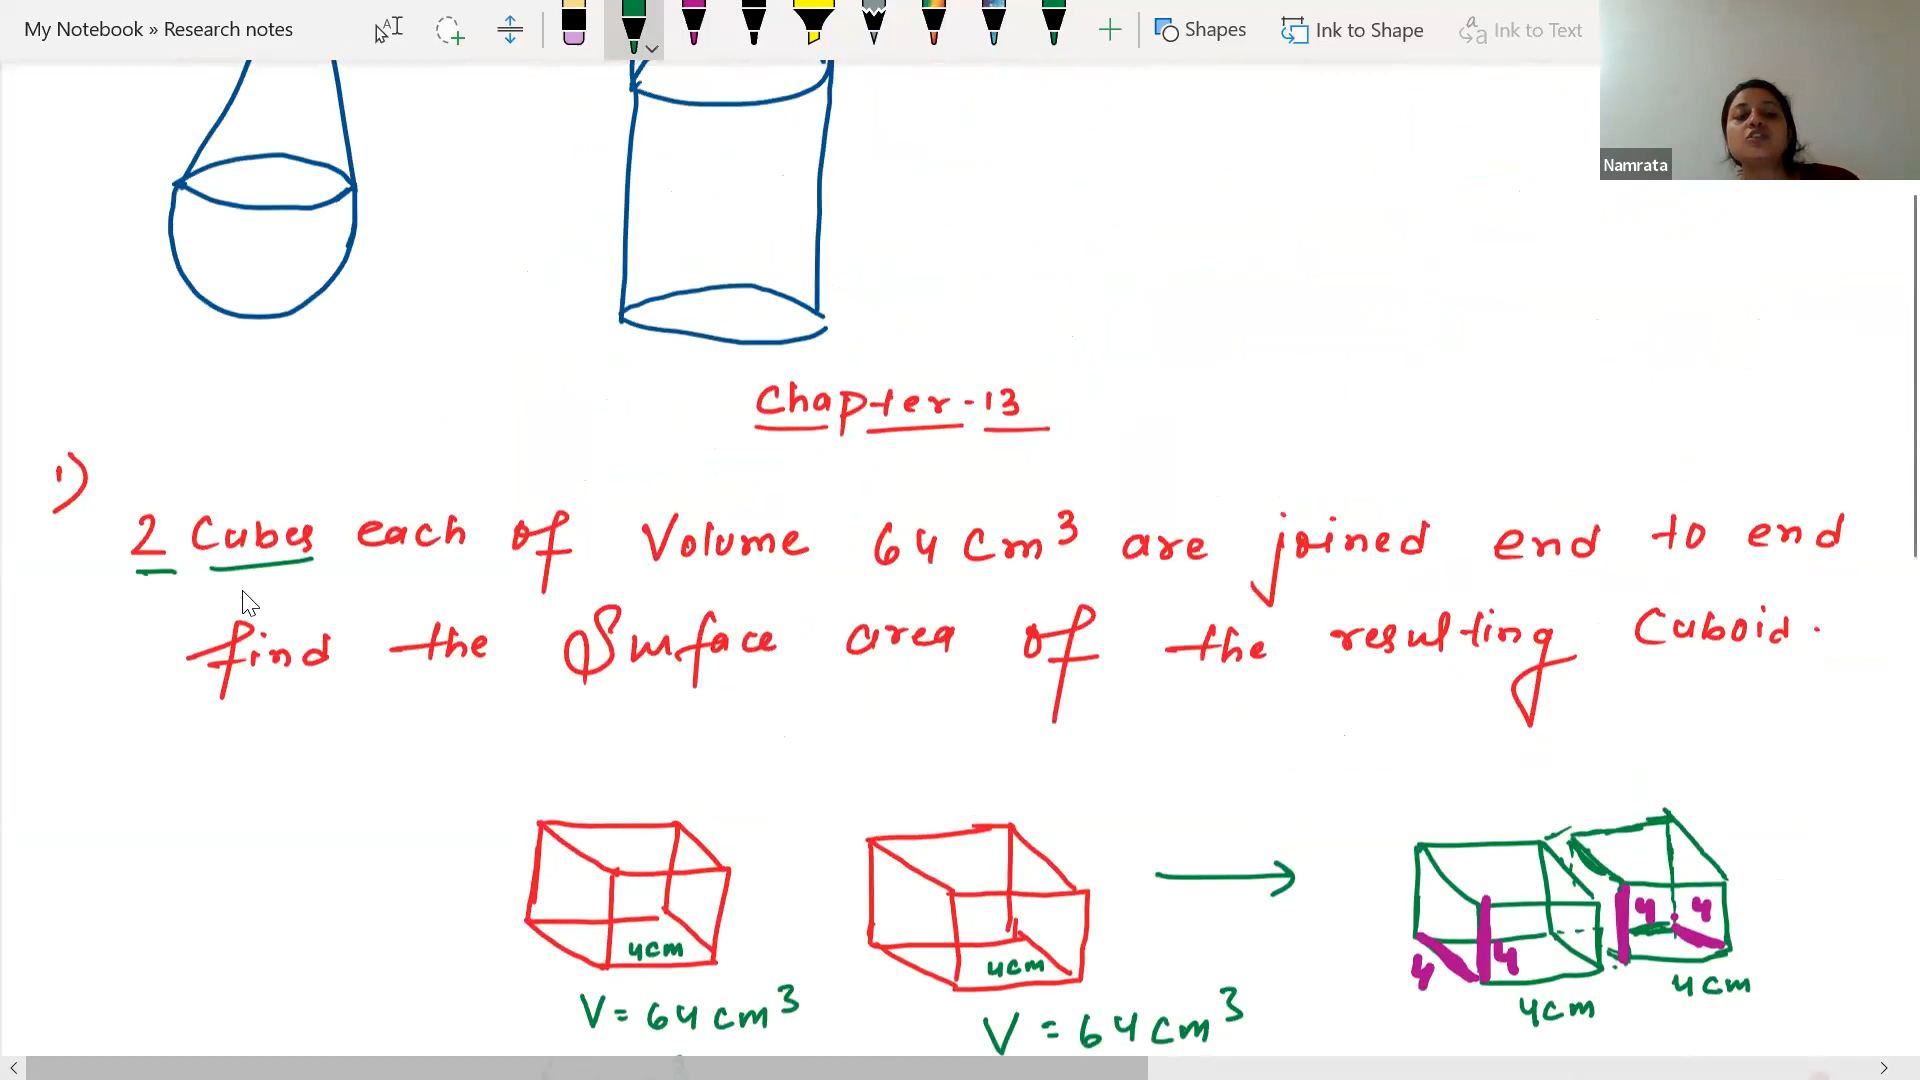 My Notebook » Research notes
Shapes
Ink to Shape
Ink to Text
Namrata
Chapter-13
1)
2 Cubes each of Volume 64 cm³ are joined end to end
find the Surface area of the resulting Cuboid.
4cm
V = 64 cm³
4cm
V = 64 cm³
4 4
4cm
4 4
4cm